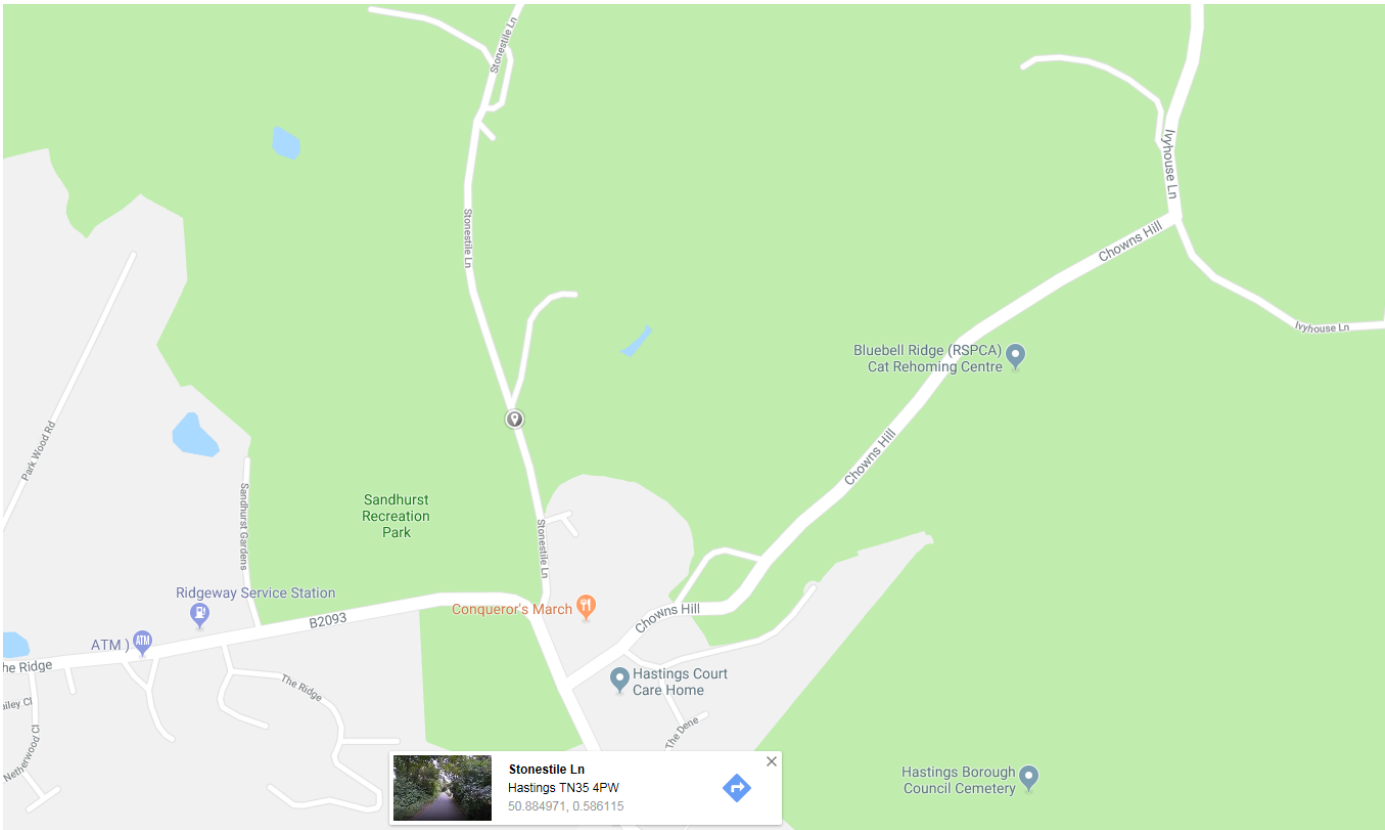 Stonestile Ln
Ivyhouse Ln
Stonestile Ln
Chowns Hill
Ivyhouse Ln
Bluebell Ridge (RSPCA)
Cat Rehoming Centre
Park Wood Rd
Chowns Hill
Sandhurst Gardens
Sandhurst
Recreation
Park
Stonestile Ln
Ridgeway Service Station
Conqueror's March
Chowns Hill
B2093
ATM )
ATM
he Ridge
Hastings Court
Care Home
The Ridge
ailey Cl
Netherwood Cl
The Dene
Stonestile Ln
Hastings TN35 4PW
50.884971, 0.586115
Hastings Borough
Council Cemetery